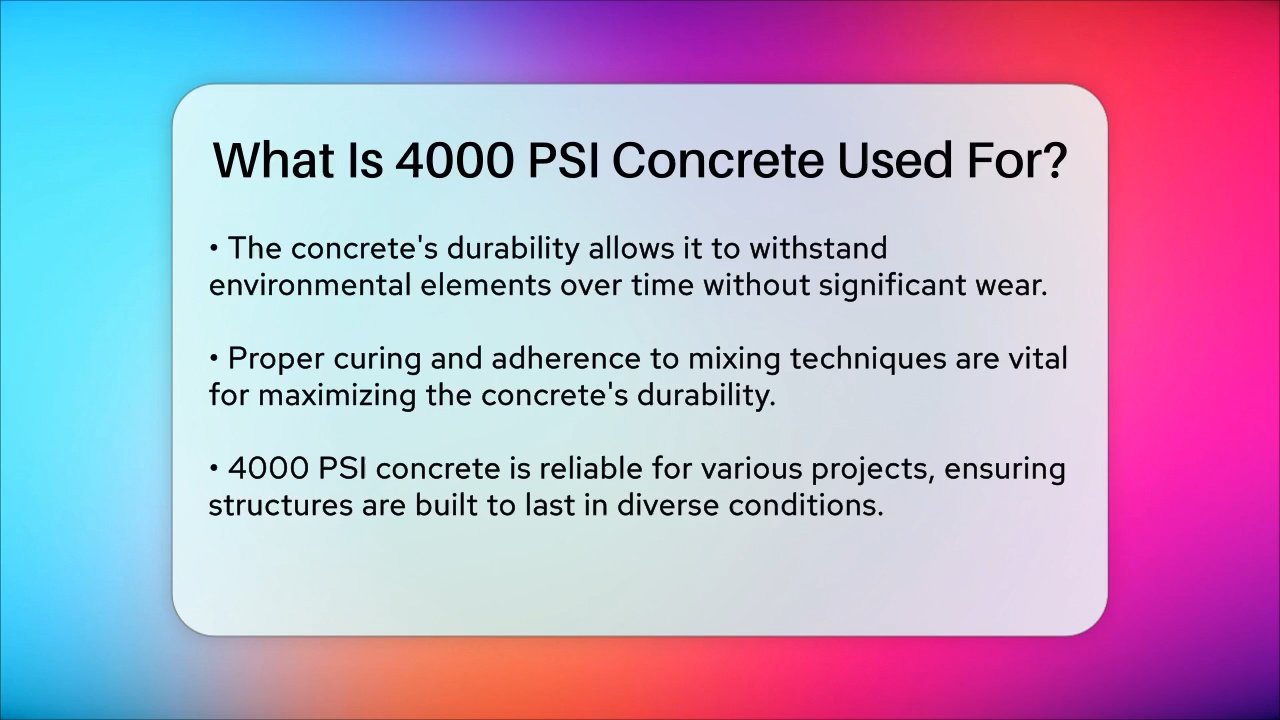 What Is 4000 PSI Concrete Used For?
• The concrete's durability allows it to withstand
environmental elements over time without significant wear.
• Proper curing and adherence to mixing techniques are vital
for maximizing the concrete's durability.
• 4000 PSI concrete is reliable for various projects, ensuring
structures are built to last in diverse conditions.